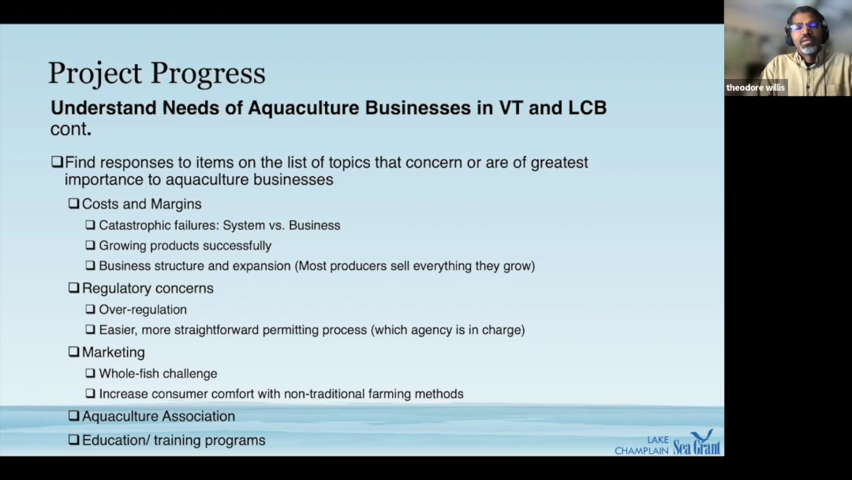 Project Progress
Understand Needs of Aquaculture Businesses in VT and LCB
cont.
❑Find responses to items on the list of topics that concern or are of greatest
importance to aquaculture businesses
❑Costs and Margins
❑ Catastrophic failures: System vs. Business
❑ Growing products successfully
❑ Business structure and expansion (Most producers sell everything they grow)
❑Regulatory concerns
❑ Over-regulation
❑ Easier, more straightforward permitting process (which agency is in charge)
❑Marketing
❑ Whole-fish challenge
❑ Increase consumer comfort with non-traditional farming methods
❑Aquaculture Association
❑Education/ training programs
LAKE
CHAMPLAIN Sea Grant
theodore willis